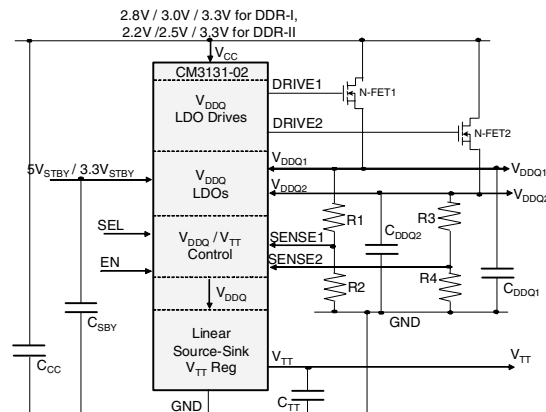 2.8V / 3.0V / 3.3V for DDR-I,
2.2V /2.5V / 3.3V for DDR-II
VCC
CM3131-02
DRIVE1
N-FET1
VDDQ
LDO Drives
DRIVE2
N-FET2
5VSTBY / 3.3VSTBY
VDDQ1
VDDQ1
VDDQ
LDOs
VDDQ2
VDDQ2
R1
R3
SEL
VDDQ / VTT
Control
SENSE1
CDDQ2
EN
SENSE2
R2
R4
CDDQ1
VDDQ
GND
CSBY
Linear
Source-Sink
VTT Reg
VTT
VTT
CCC
GND
CTT